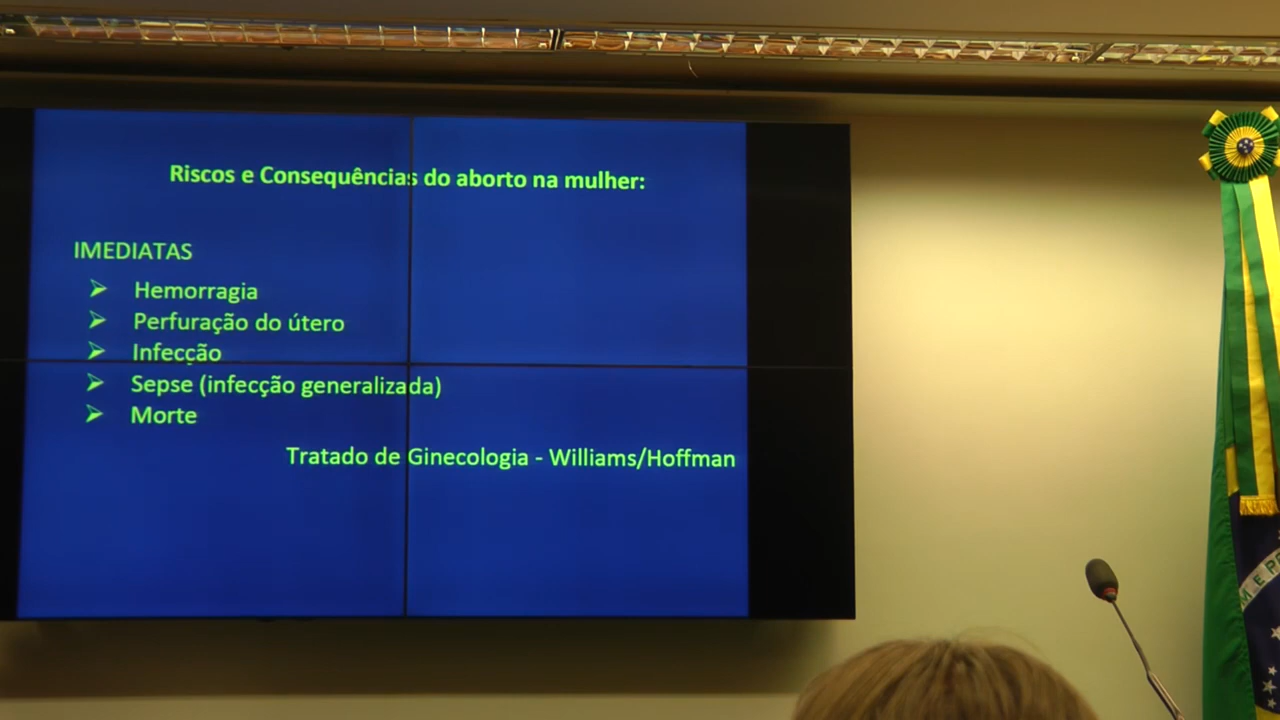 Riscos e Consequências do aborto na mulher:
IMEDIATAS
Hemorragia
Perfuração do útero
Infecção
Sepse (infecção generalizada)
Morte
Tratado de Ginecologia - Williams/Hoffman